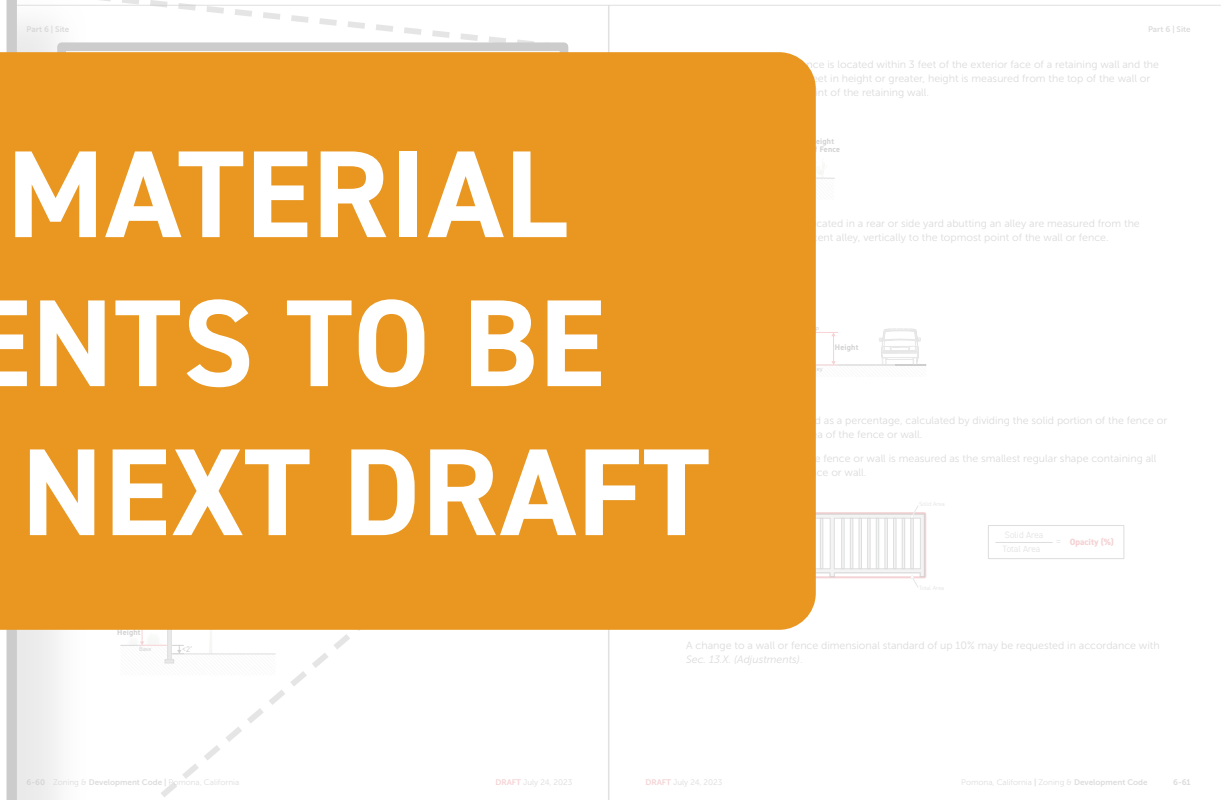 Part 6 | Site
Part 6 | Site
MATERIAL
ENTS TO BE
NEXT DRAFT
nce is located within 3 feet of the exterior face of a retaining wall and the
eet in height or greater, height is measured from the top of the wall or
int of the retaining wall.
eight
Fence
cated in a rear or side yard abutting an alley are measured from the
cent alley, vertically to the topmost point of the wall or fence.
Height
d as a percentage, calculated by dividing the solid portion of the fence or
a of the fence or wall.
e fence or wall is measured as the smallest regular shape containing all
ce or wall.
Solid Area
Solid Area
Total Area
= Opacity (%)
Total Area
Height
Base
<2'
A change to a wall or fence dimensional standard of up 10% may be requested in accordance with
Sec. 13.X. (Adjustments).
6-60 Zoning & Development Code | Pomona, California
DRAFT July 24, 2023
DRAFT July 24, 2023
Pomona, California | Zoning & Development Code 6-61